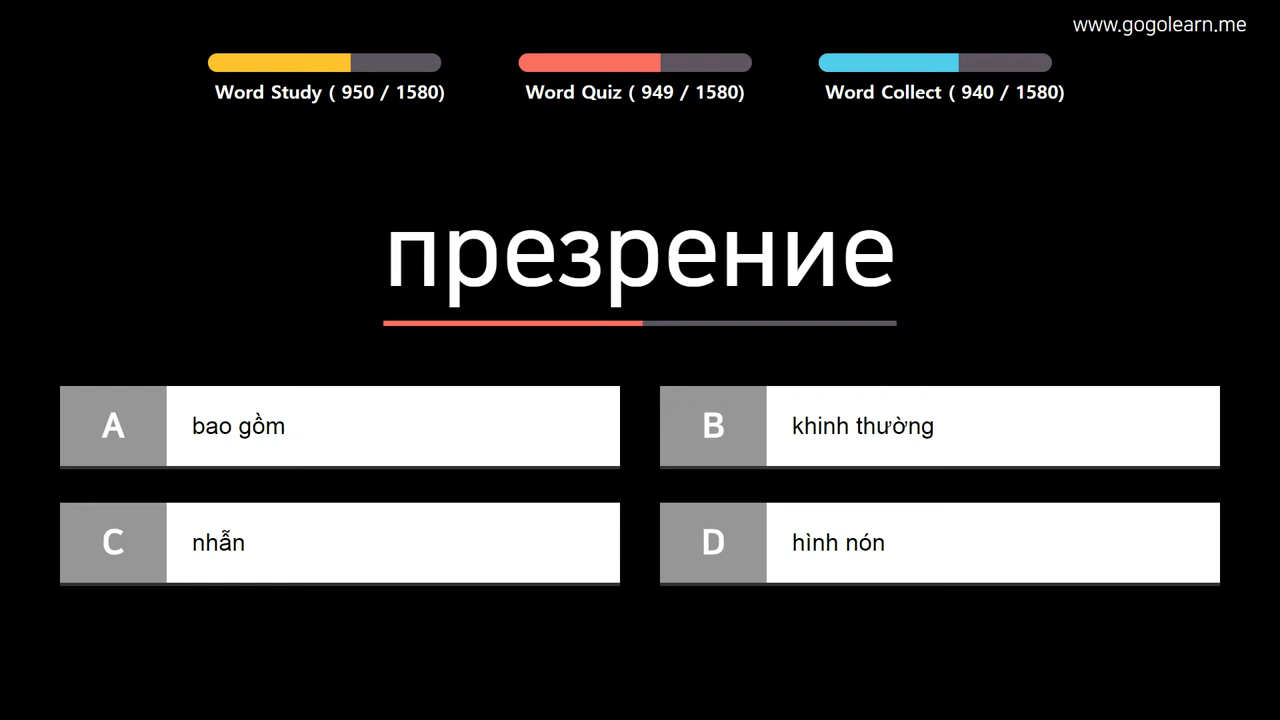 www.gogolearn.me
Word Study ( 950 / 1580)
Word Quiz ( 949 / 1580)
Word Collect ( 940 / 1580)
презрение
A
bao gồm
B
khinh thường
C
nhẫn
D
hình nón